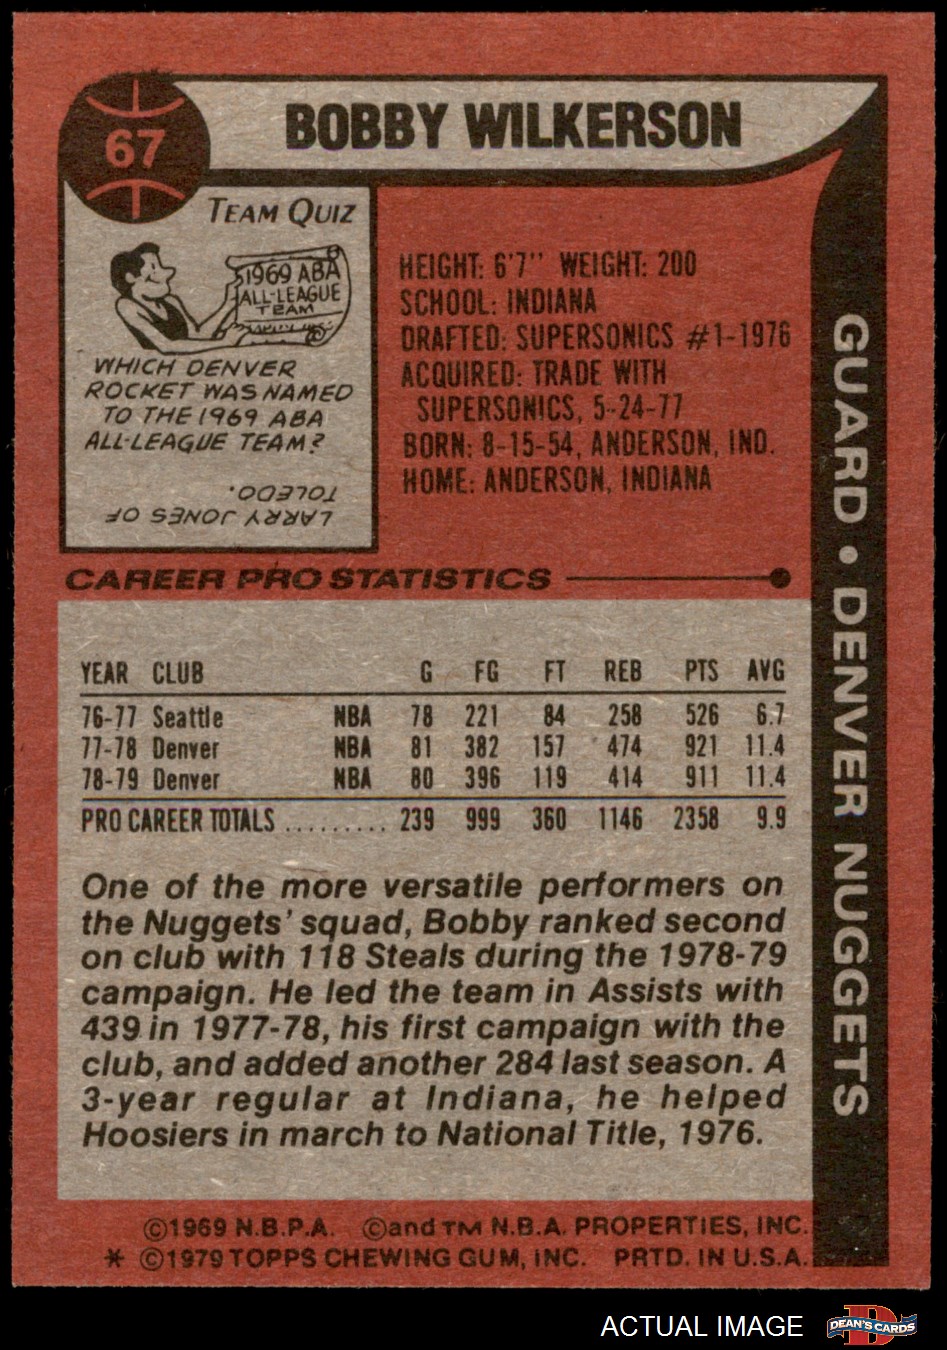 67
BOBBY WILKERSON
TEAM QUIZ
1969 ABA
ALL-LEAGUE
TEAM
WHICH DENVER
ROCKET WAS NAMED
TO THE 1969 ABA
ALL-LEAGUE TEAM?
LARRY JONES OF
TOLEDO.
HEIGHT: 6'7" WEIGHT: 200
SCHOOL: INDIANA
DRAFTED: SUPERSONICS #1-1976
ACQUIRED: TRADE WITH
SUPERSONICS, 5-24-77
BORN: 8-15-54, ANDERSON, IND.
HOME: ANDERSON, INDIANA
GUARD • DENVER NUGGETS
CAREER PRO STATISTICS
YEAR CLUB G FG FT REB PTS AVG
76-77 Seattle NBA 78 221 84 258 526 6.7
77-78 Denver NBA 81 382 157 474 921 11.4
78-79 Denver NBA 80 396 119 414 911 11.4
PRO CAREER TOTALS .......... 239 999 360 1146 2358 9.9
One of the more versatile performers on
the Nuggets' squad, Bobby ranked second
on club with 118 Steals during the 1978-79
campaign. He led the team in Assists with
439 in 1977-78, his first campaign with the
club, and added another 284 last season. A
3-year regular at Indiana, he helped
Hoosiers in march to National Title, 1976.
©1969 N.B.P.A. ©and TM N.B.A. PROPERTIES, INC.
* ©1979 TOPPS CHEWING GUM, INC. PRTD. IN U.S.A.
ACTUAL IMAGE
D
DEAN'S CARDS